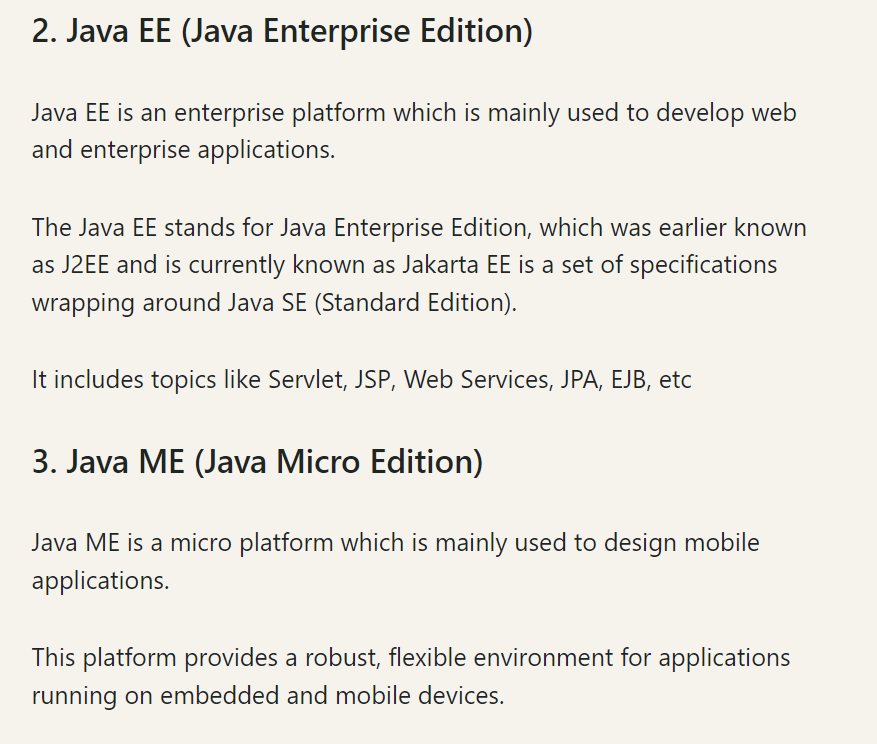 2. Java EE (Java Enterprise Edition)
Java EE is an enterprise platform which is mainly used to develop web
and enterprise applications.
The Java EE stands for Java Enterprise Edition, which was earlier known
as J2EE and is currently known as Jakarta EE is a set of specifications
wrapping around Java SE (Standard Edition).
It includes topics like Servlet, JSP, Web Services, JPA, EJB, etc
3. Java ME (Java Micro Edition)
Java ME is a micro platform which is mainly used to design mobile
applications.
This platform provides a robust, flexible environment for applications
running on embedded and mobile devices.